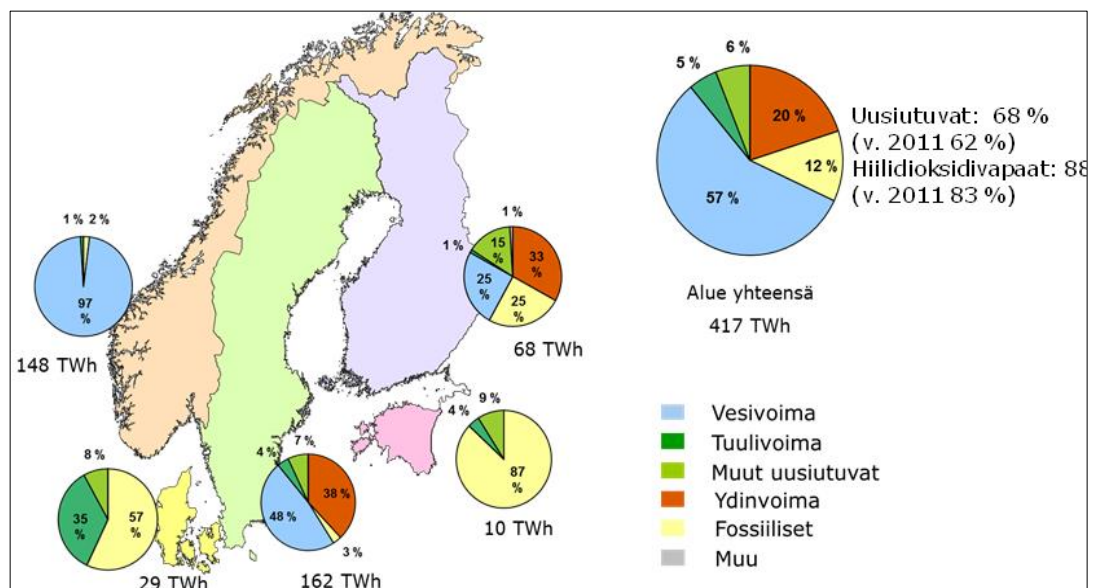 1 % 2 %
97
%
148 TWh
8 %
35
%
57
%
29 TWh
4 % 7 %
38 %
48 %
3 %
162 TWh
1 %
1 %
15
%
33
%
25
%
25
%
68 TWh
4 % 9 %
87
%
10 TWh
5 % 6 %
20 %
12 %
57 %
Uusiutuvat: 68 %
(v. 2011 62 %)
Hiilidioksidivapaat: 88
(v. 2011 83 %)
Alue yhteensä
417 TWh
Vesivoima
Tuulivoima
Muut uusiutuvat
Ydinvoima
Fossiiliset
Muu